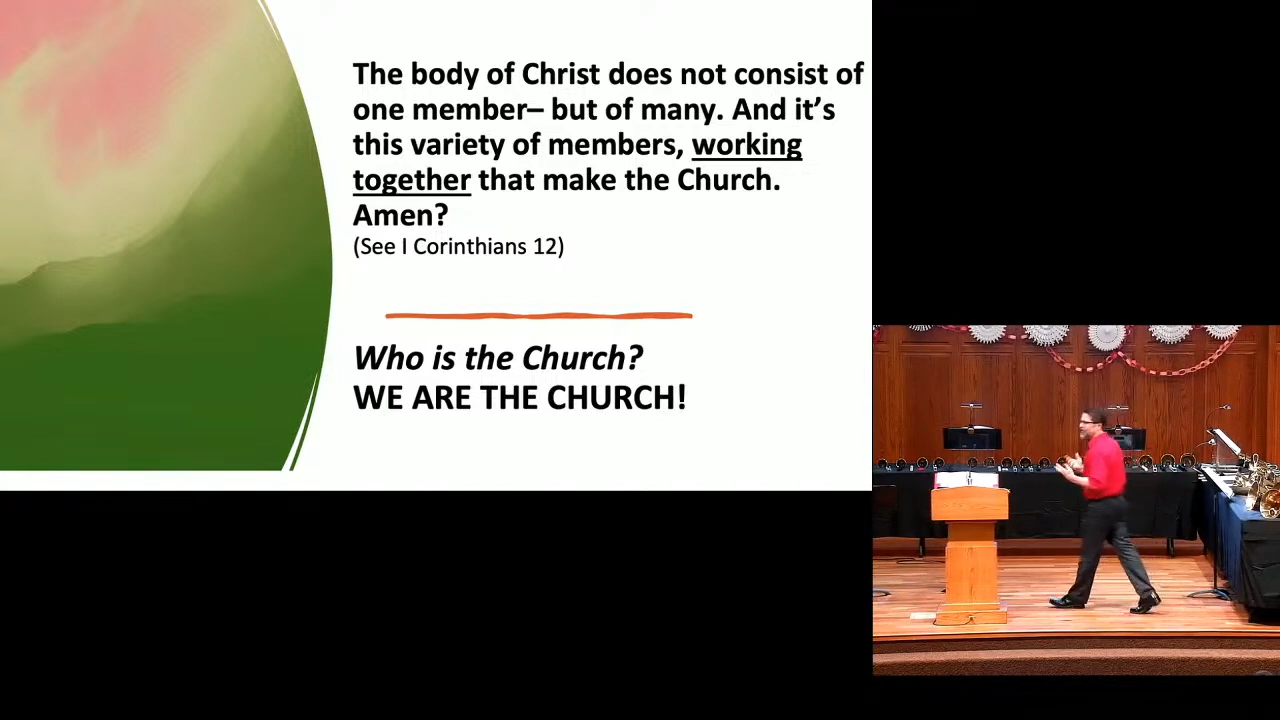 The body of Christ does not consist of
one member– but of many. And it’s
this variety of members, working
together that make the Church.
Amen?
(See I Corinthians 12)
Who is the Church?
WE ARE THE CHURCH!